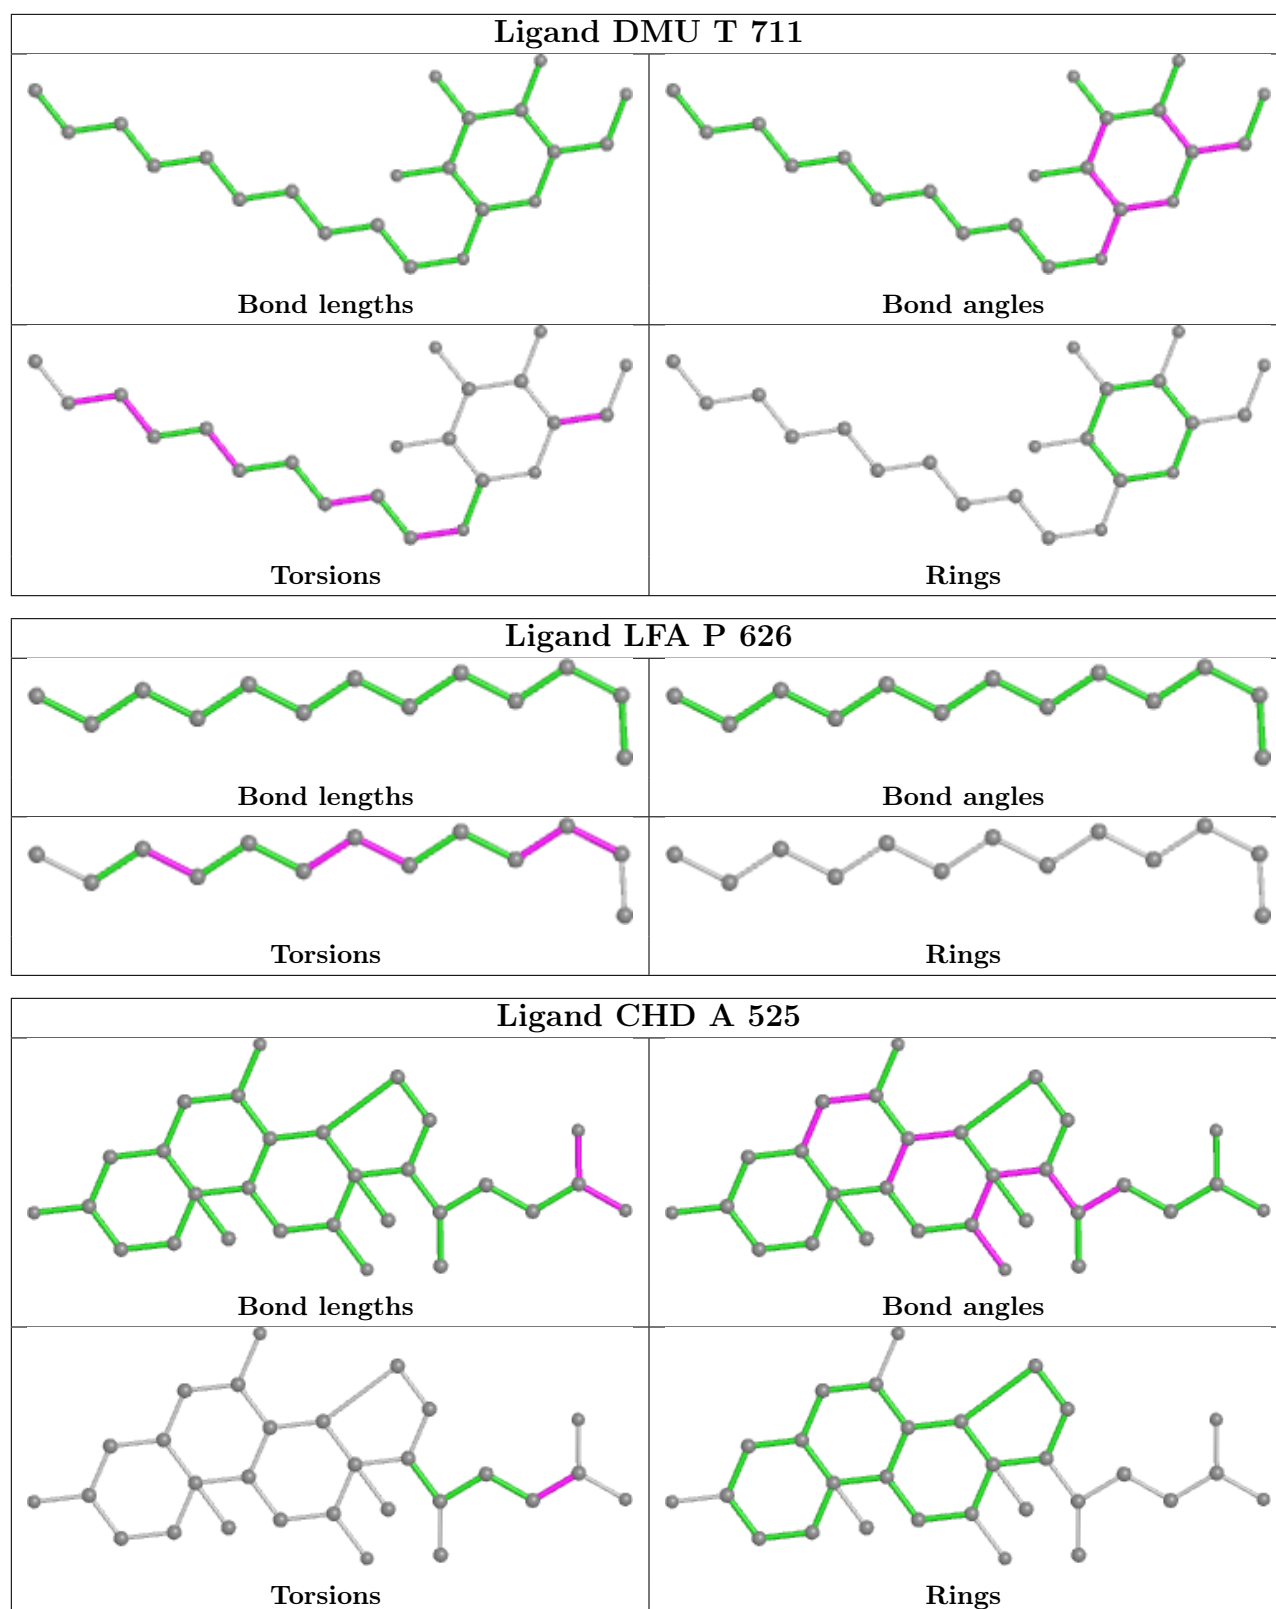 Ligand DMU T 711
Bond lengths
Bond angles
Torsions
Rings
Ligand LFA P 626
Bond lengths
Bond angles
Torsions
Rings
Ligand CHD A 525
Bond lengths
Bond angles
Torsions
Rings